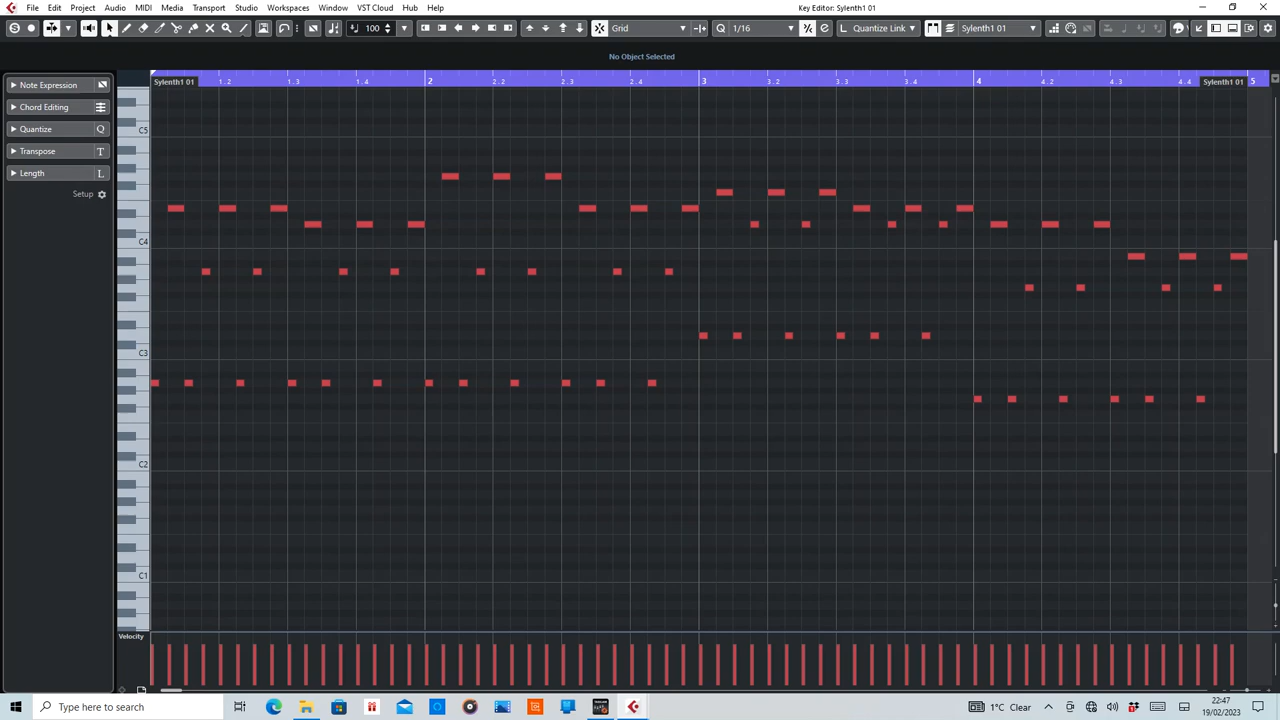 File Edit Project Audio MIDI Media Transport Studio Workspaces Window VST Cloud Hub Help
Key Editor: Sylenth1 01
S 100 Grid Q 1/16 L Quantize Link Sylenth1 01
No Object Selected
Sylenth1 01 1.2 1.3 1.4 2 2.2 2.3 2.4 3 3.2 3.3 3.4 4 4.2 4.3 4.4 Sylenth1 01 5
Note Expression
Chord Editing
Quantize Q
Transpose T
Length L
Setup
C5
C4
C3
C2
C1
Velocity
Type here to search
1°C Clear
22:47
19/02/2023